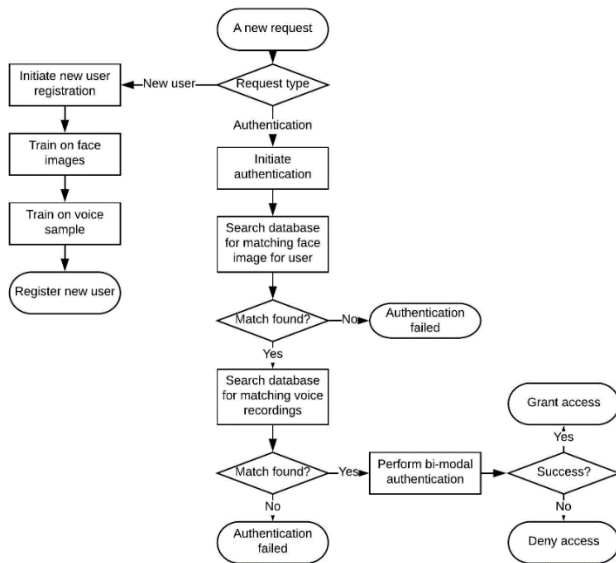 A new request
Initiate new user
registration
New user
Request type
Authentication
Train on face
images
Initiate
authentication
Train on voice
sample
Search database
for matching face
image for user
Register new user
Match found?
No
Authentication
failed
Yes
Search database
for matching voice
recordings
Grant access
Yes
Match found?
Yes
Perform bi-modal
authentication
Success?
No
No
Authentication
failed
Deny access